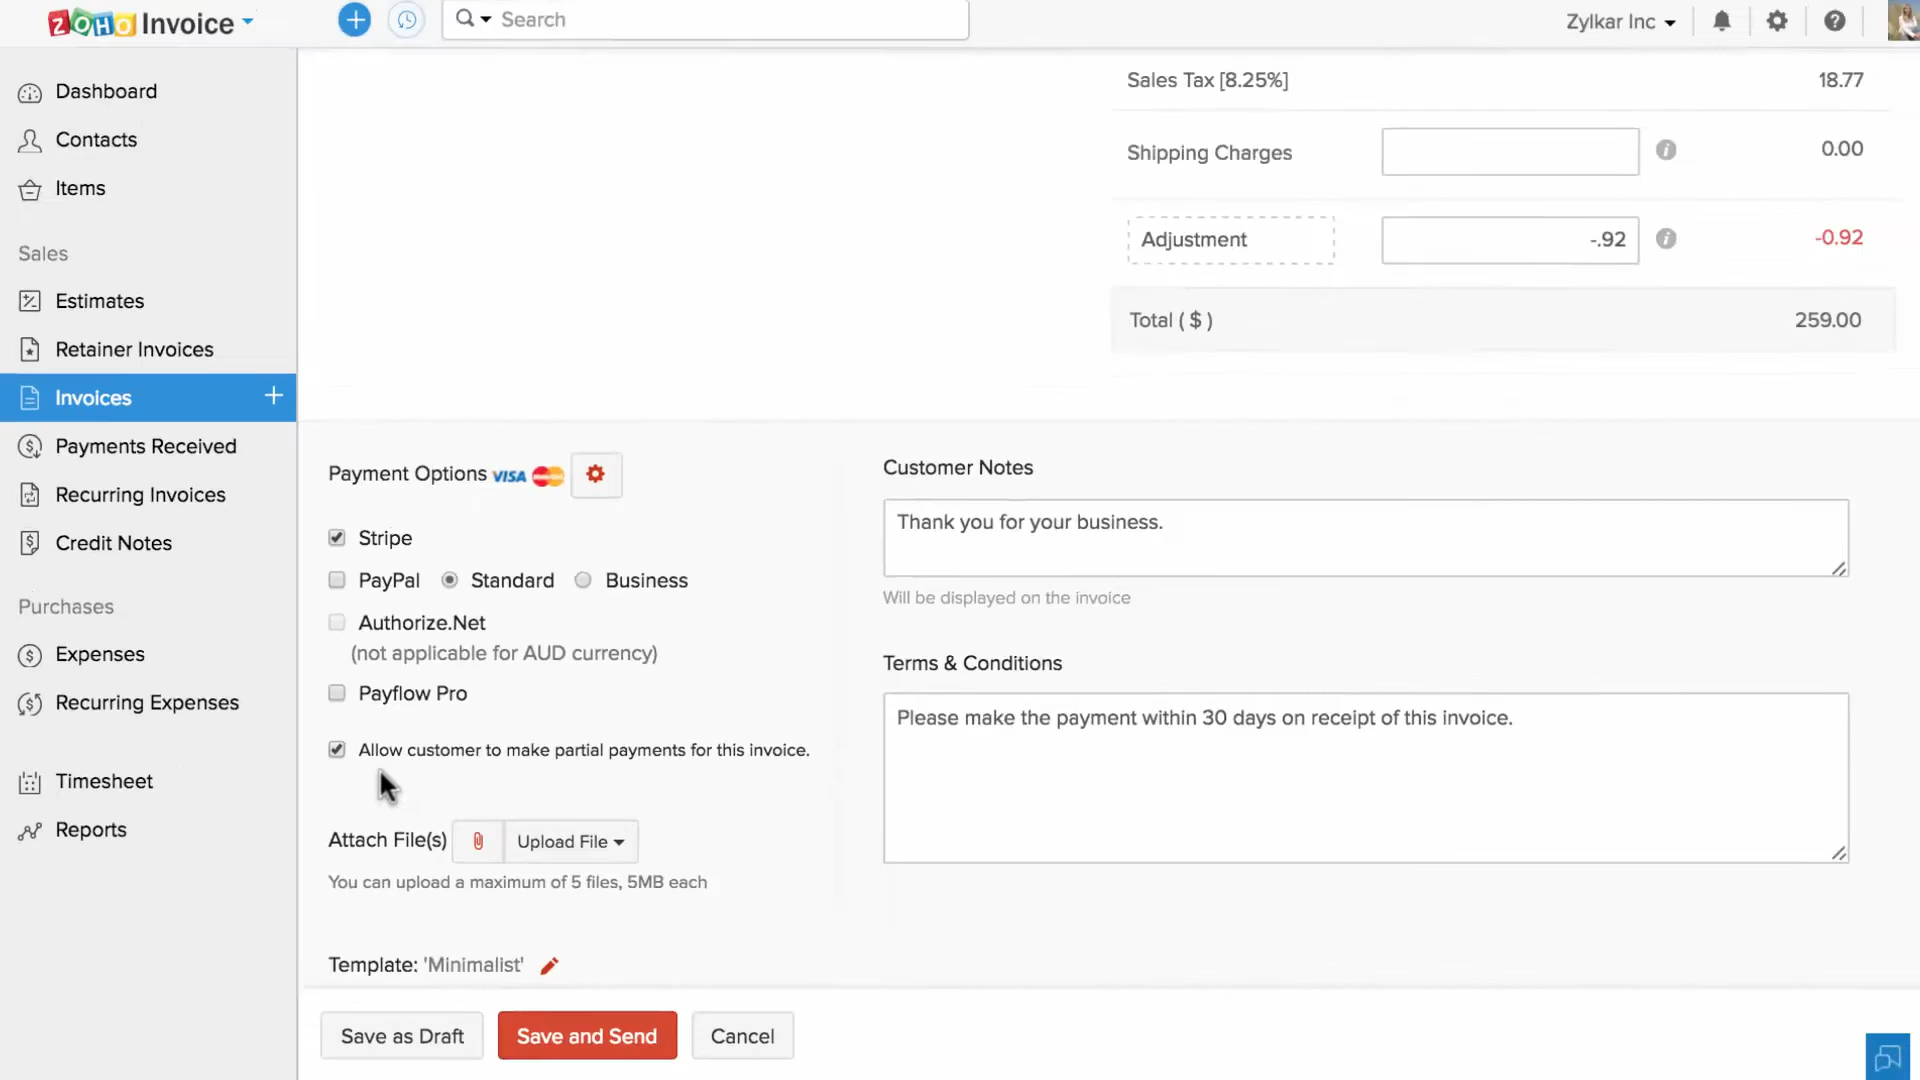 ZOHO Invoice
Search
Zylkar Inc
Dashboard
Contacts
Items
Sales
Estimates
Retainer Invoices
Invoices
Payments Received
Recurring Invoices
Credit Notes
Purchases
Expenses
Recurring Expenses
Timesheet
Reports
Sales Tax [8.25%] 18.77
Shipping Charges 0.00
Adjustment -.92 -0.92
Total ( $ ) 259.00
Payment Options VISA
Stripe
PayPal Standard Business
Authorize.Net
(not applicable for AUD currency)
Payflow Pro
Allow customer to make partial payments for this invoice.
Attach File(s) Upload File
You can upload a maximum of 5 files, 5MB each
Template: 'Minimalist'
Customer Notes
Thank you for your business.
Will be displayed on the invoice
Terms & Conditions
Please make the payment within 30 days on receipt of this invoice.
Save as Draft Save and Send Cancel